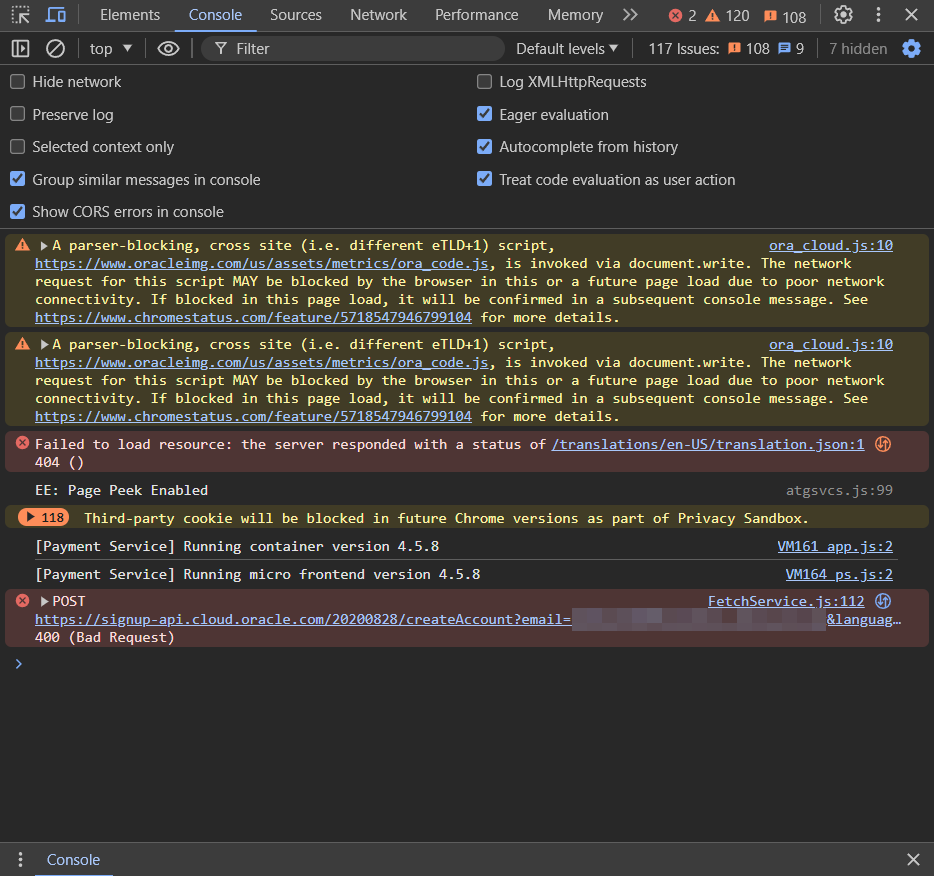 Elements Console Sources Network Performance Memory 2 120 108
top Filter Default levels 117 Issues: 108 9 7 hidden
Hide network Log XMLHttpRequests
Preserve log Eager evaluation
Selected context only Autocomplete from history
Group similar messages in console Treat code evaluation as user action
Show CORS errors in console
A parser-blocking, cross site (i.e. different eTLD+1) script, ora_cloud.js:10
https://www.oracleimg.com/us/assets/metrics/ora_code.js, is invoked via document.write. The network
request for this script MAY be blocked by the browser in this or a future page load due to poor network
connectivity. If blocked in this page load, it will be confirmed in a subsequent console message. See
https://www.chromestatus.com/feature/5718547946799104 for more details.
A parser-blocking, cross site (i.e. different eTLD+1) script, ora_cloud.js:10
https://www.oracleimg.com/us/assets/metrics/ora_code.js, is invoked via document.write. The network
request for this script MAY be blocked by the browser in this or a future page load due to poor network
connectivity. If blocked in this page load, it will be confirmed in a subsequent console message. See
https://www.chromestatus.com/feature/5718547946799104 for more details.
Failed to load resource: the server responded with a status of /translations/en-US/translation.json:1
404 ()
EE: Page Peek Enabled atgsvcs.js:99
118 Third-party cookie will be blocked in future Chrome versions as part of Privacy Sandbox.
[Payment Service] Running container version 4.5.8 VM161 app.js:2
[Payment Service] Running micro frontend version 4.5.8 VM164 ps.js:2
POST FetchService.js:112
https://signup-api.cloud.oracle.com/20200828/createAccount?email= &languag…
400 (Bad Request)
Console